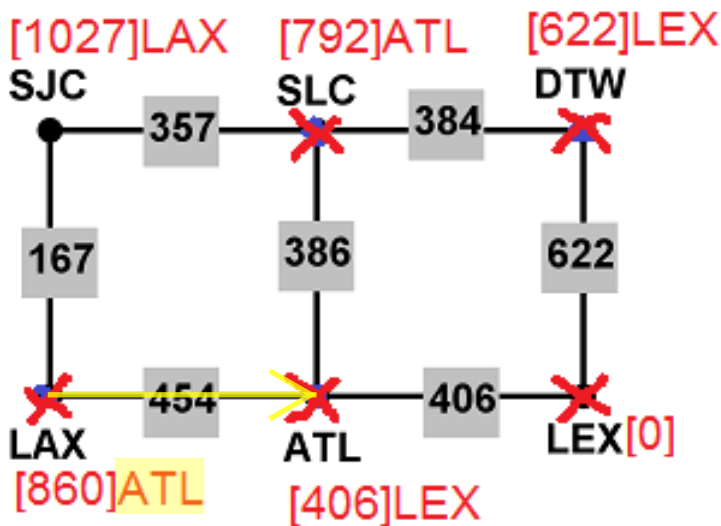 [1027]LAX [792]ATL [622]LEX
SJC SLC DTW
357 384
167 386 622
454 406
LAX ATL LEX[0]
[860]ATL [406]LEX